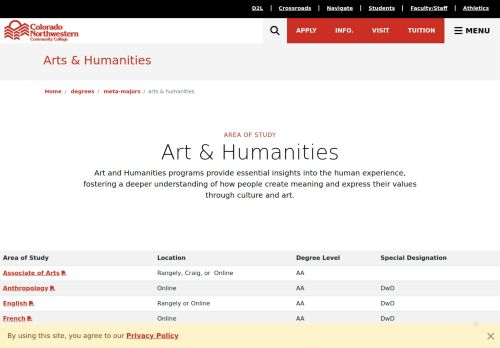 D2L | Crossroads | Navigate | Students | Faculty/Staff | Athletics
Colorado
Northwestern
Community College
APPLY INFO. VISIT TUITION MENU
Arts & Humanities
Home / degrees / meta-majors / arts & humanities
AREA OF STUDY
Art & Humanities
Art and Humanities programs provide essential insights into the human experience,
fostering a deeper understanding of how people create meaning and express their values
through culture and art.
Area of Study Location Degree Level Special Designation
Associate of Arts Rangely, Craig, or Online AA
Anthropology Online AA DwD
English Rangely or Online AA DwD
French Online AA DwD
By using this site, you agree to our Privacy Policy